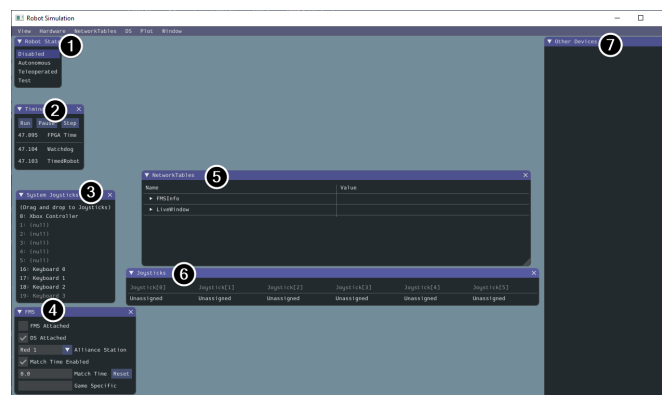 Robot Simulation
View Hardware NetworkTables DS Plot Window
Robot Stat
1
Disabled
Autonomous
Teleoperated
Test
Timing
2
Run Pause Step
47.095 FPGA Time
47.104 Watchdog
47.103 TimedRobot
System Joysticks
3
(Drag and drop to Joysticks)
0: Xbox Controller
1: (null)
2: (null)
3: (null)
4: (null)
5: (null)
16: Keyboard 0
17: Keyboard 1
18: Keyboard 2
19: Keyboard 3
FMS
4
FMS Attached
DS Attached
Red 1 Alliance Station
Match Time Enabled
0.0 Match Time Reset
Game Specific
NetworkTables
5
Name Value
FMSInfo
LiveWindow
Joysticks
6
Joystick[0] Joystick[1] Joystick[2] Joystick[3] Joystick[4] Joystick[5]
Unassigned Unassigned Unassigned Unassigned Unassigned Unassigned
Other Devices
7